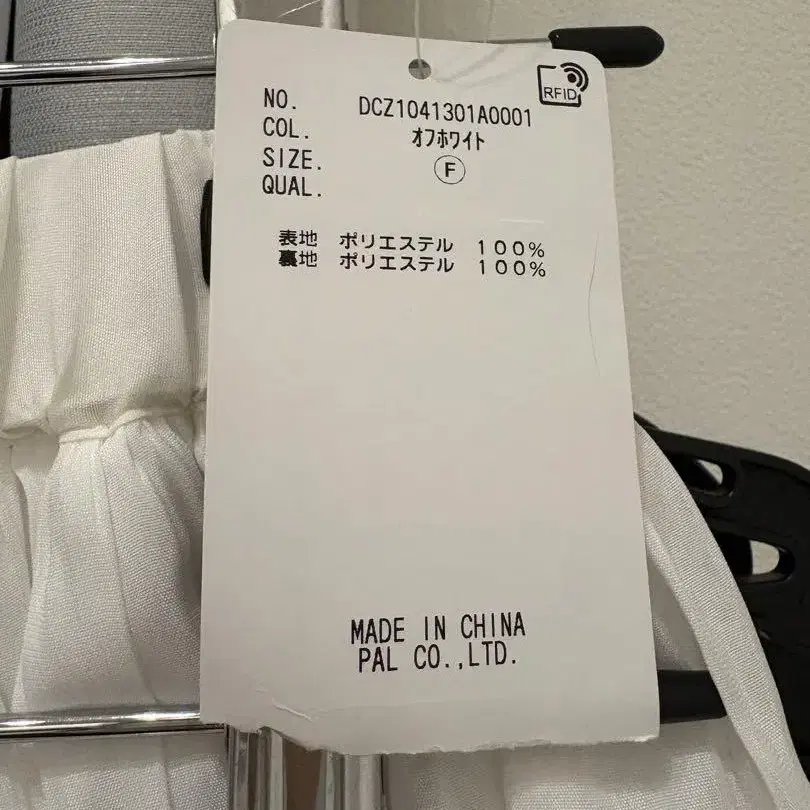 RFID
NO. DCZ1041301A0001
COL. オフホワイト
SIZE. F
QUAL.
表地 ポリエステル 100%
裏地 ポリエステル 100%
MADE IN CHINA
PAL CO.,LTD.